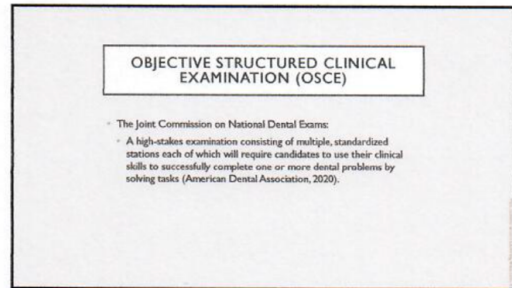 OBJECTIVE STRUCTURED CLINICAL
EXAMINATION (OSCE)
The Joint Commission on National Dental Exams:
A high-stakes examination consisting of multiple, standardized
stations each of which will require candidates to use their clinical
skills to successfully complete one or more dental problems by
solving tasks (American Dental Association, 2020).